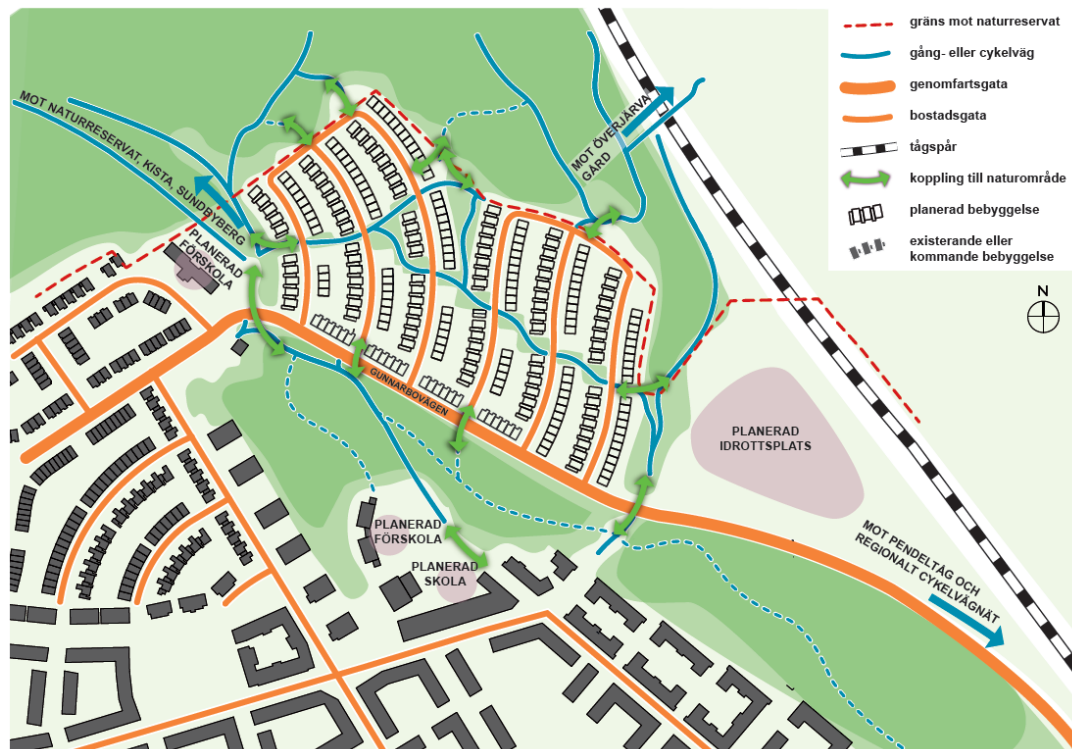 gräns mot naturreservat
gång- eller cykelväg
genomfartsgata
bostadsgata
tågspår
koppling till naturområde
planerad bebyggelse
existerande eller
kommande bebyggelse
N
MOT NATURRESERVAT, KISTA, SUNDBYBERG
MOT ÖVERJÄRVA
GÅRD
PLANERAD
FÖRSKOLA
GUNNARBOVÄGEN
PLANERAD
IDROTTSPLATS
PLANERAD
FÖRSKOLA
PLANERAD
SKOLA
MOT PENDELTÅG OCH
REGIONALT CYKELVÄGNÄT